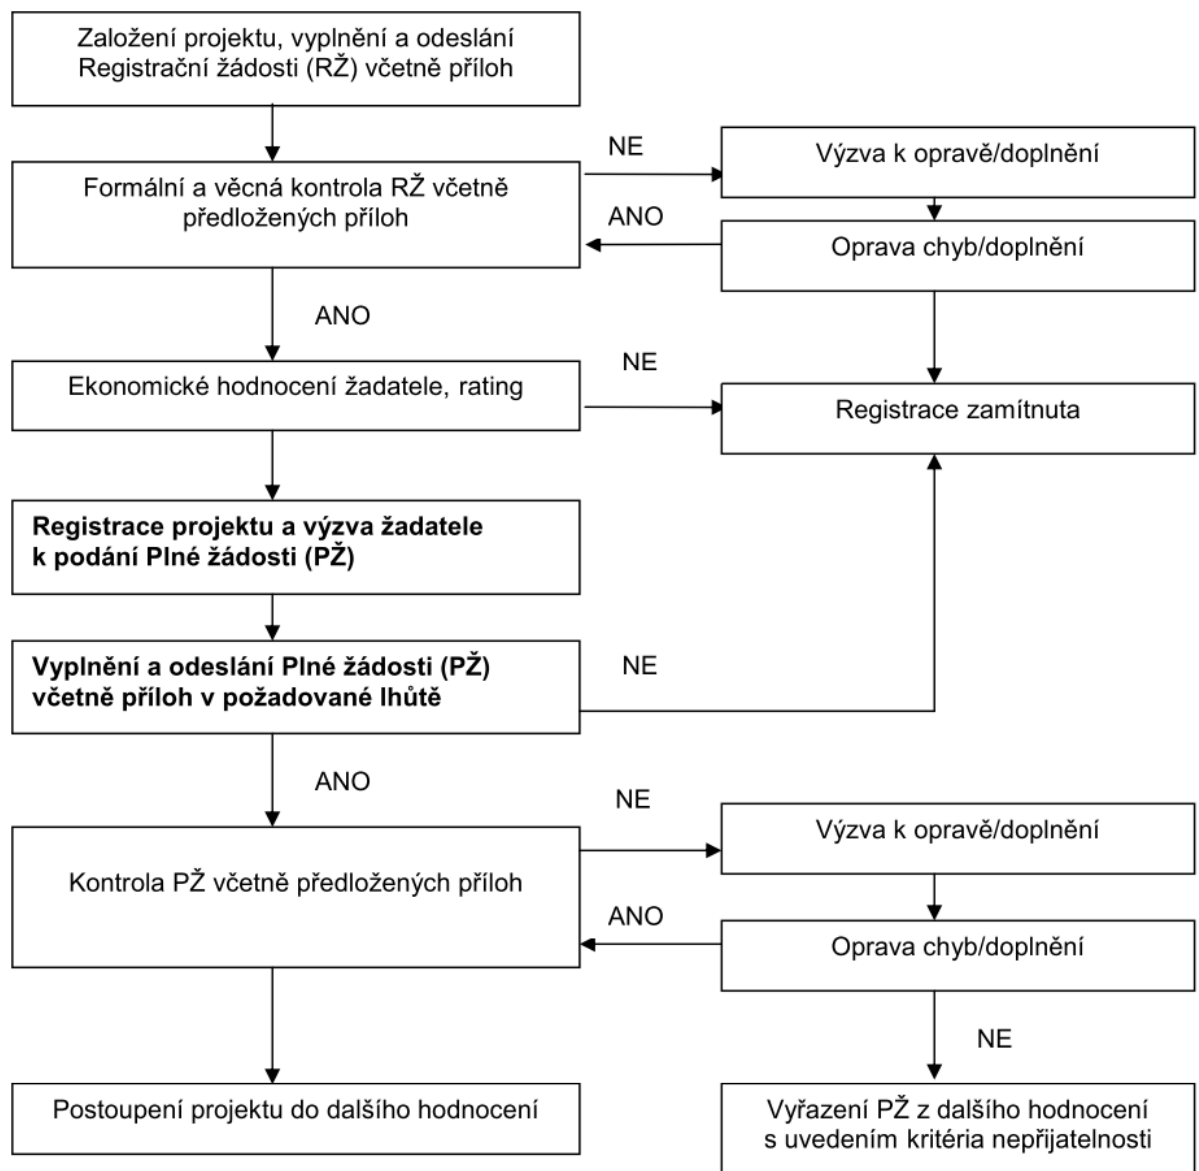 Založení projektu, vyplnění a odeslání
Registrační žádosti (RŽ) včetně příloh
NE
Výzva k opravě/doplnění
Formální a věcná kontrola RŽ včetně
předložených příloh
ANO
Oprava chyb/doplnění
ANO
Ekonomické hodnocení žadatele, rating
NE
Registrace zamítnuta
Registrace projektu a výzva žadatele
k podání Plné žádosti (PŽ)
Vyplnění a odeslání Plné žádosti (PŽ)
včetně příloh v požadované lhůtě
NE
ANO
NE
Výzva k opravě/doplnění
Kontrola PŽ včetně předložených příloh
ANO
Oprava chyb/doplnění
NE
Postoupení projektu do dalšího hodnocení
Vyřazení PŽ z dalšího hodnocení
s uvedením kritéria nepřijatelnosti